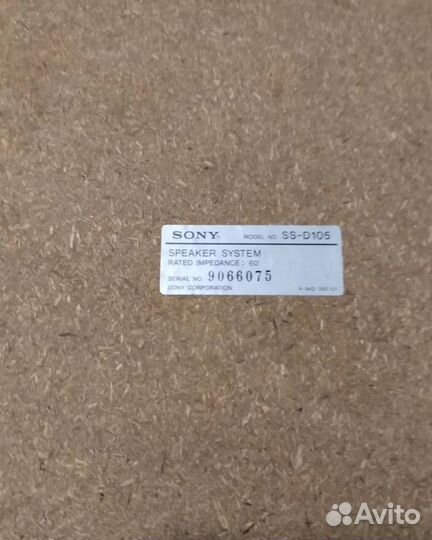 SONY MODEL NO. SS-D105
SPEAKER SYSTEM
RATED IMPEDANCE: 6Ω
SERIAL NO. 9066075
SONY CORPORATION
Avito